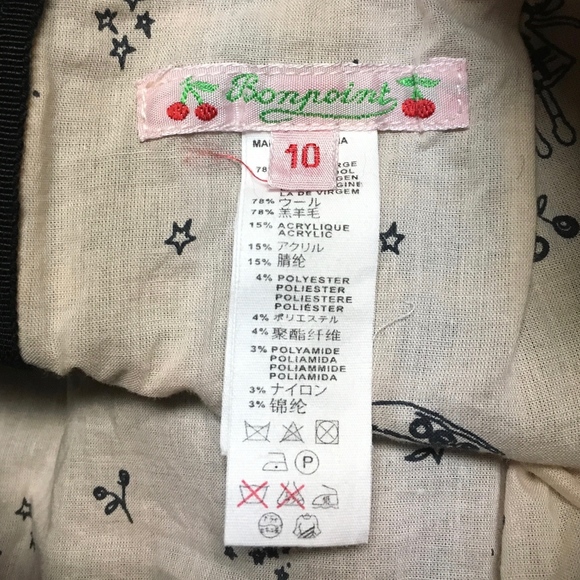 Bonpoint
10
78%
78% ウール
78% 羔羊毛
15% ACRYLIQUE
ACRYLIC
15% アクリル
15% 腈纶
4% POLYESTER
POLIESTER
POLIESTERE
POLIÉSTER
4% ポリエステル
4% 聚酯纤维
3% POLYAMIDE
POLIAMIDA
POLIAMMIDE
POLIAMIDA
3% ナイロン
3% 锦纶
P